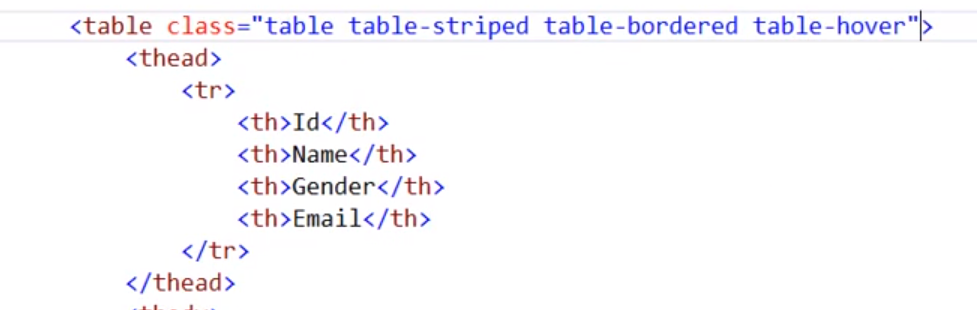 <table class="table table-striped table-bordered table-hover">
<thead>
<tr>
<th>Id</th>
<th>Name</th>
<th>Gender</th>
<th>Email</th>
</tr>
</thead>